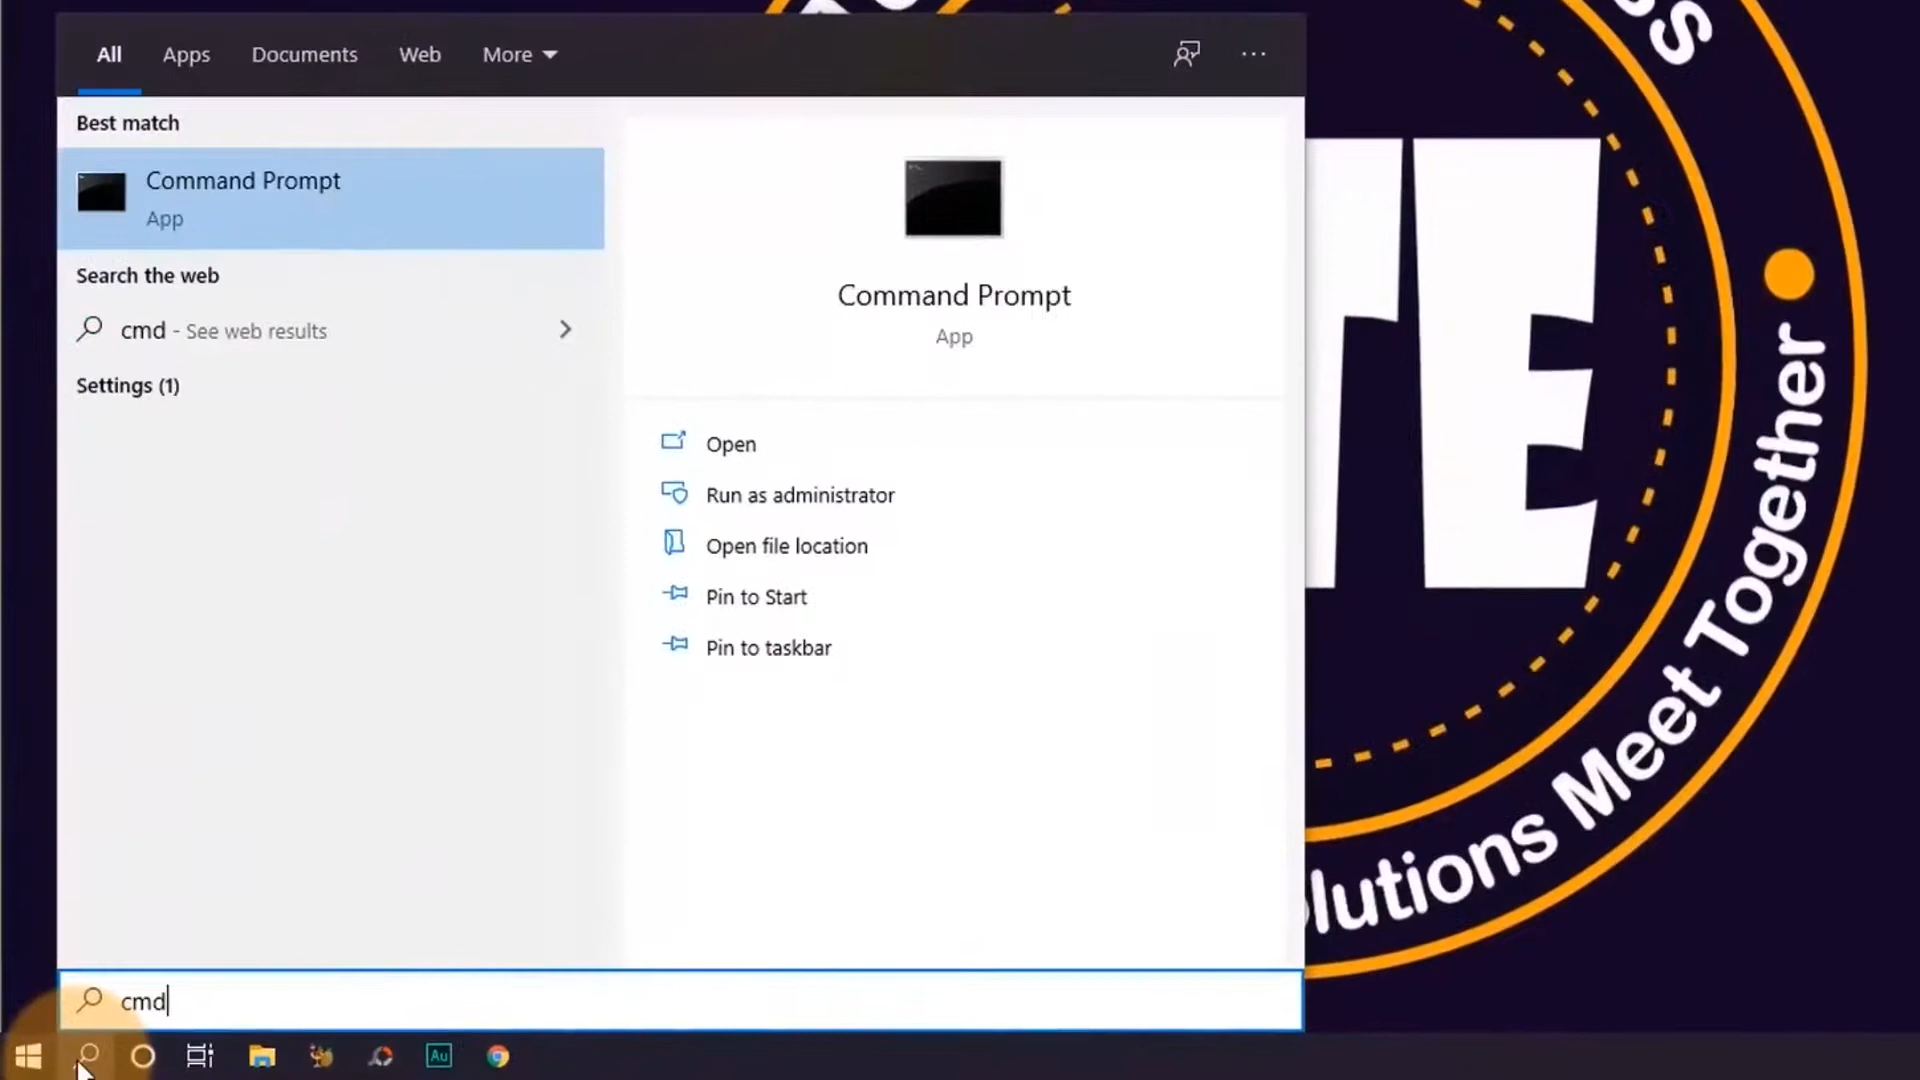 All
Apps
Documents
Web
More
Best match
Command Prompt
App
Search the web
cmd - See web results
Settings (1)
Command Prompt
App
Open
Run as administrator
Open file location
Pin to Start
Pin to taskbar
cmd
TE
lutions Meet Together
Au